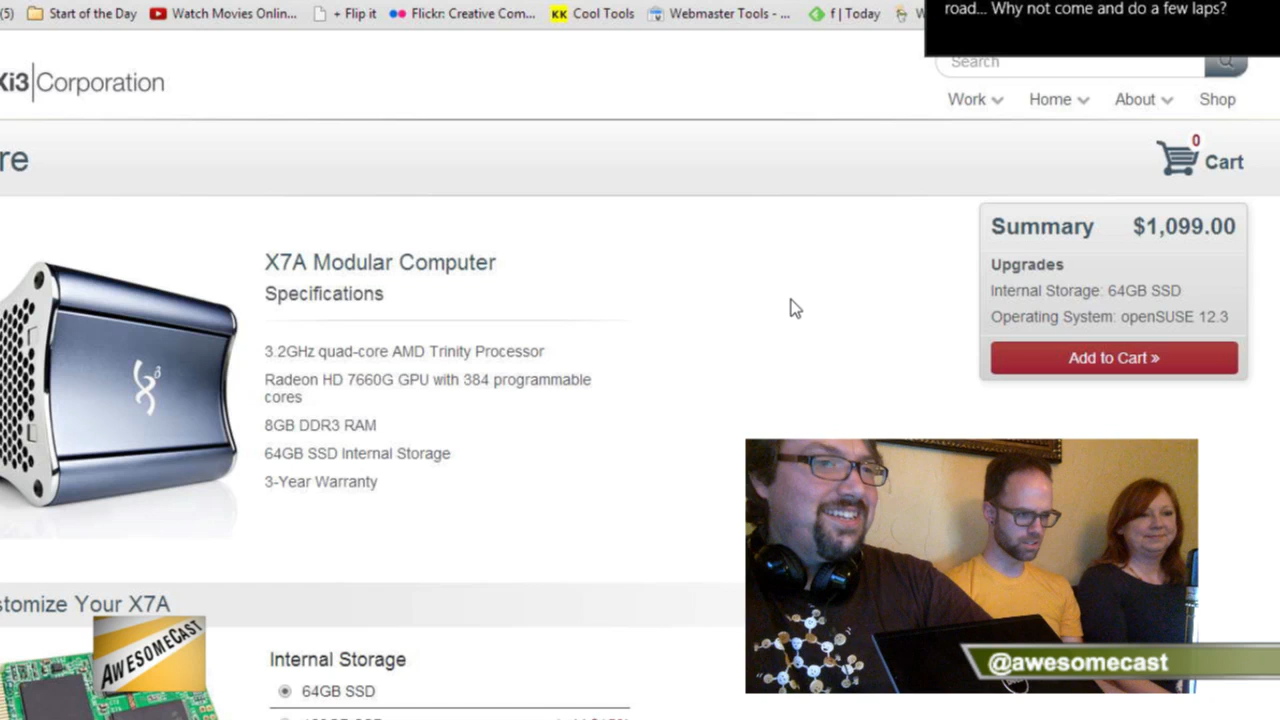 (5) Start of the Day Watch Movies Onlin... + Flip it Flickr: Creative Com... KK Cool Tools Webmaster Tools - ... f | Today
road... Why not come and do a few laps?
Xi3 Corporation
Search
Work Home About Shop
re
0
Cart
Summary $1,099.00
Upgrades
Internal Storage: 64GB SSD
Operating System: openSUSE 12.3
Add to Cart »
X7A Modular Computer
Specifications
3.2GHz quad-core AMD Trinity Processor
Radeon HD 7660G GPU with 384 programmable
cores
8GB DDR3 RAM
64GB SSD Internal Storage
3-Year Warranty
X3
stomize Your X7A
AWESOMECAST
Internal Storage
64GB SSD
@awesomecast